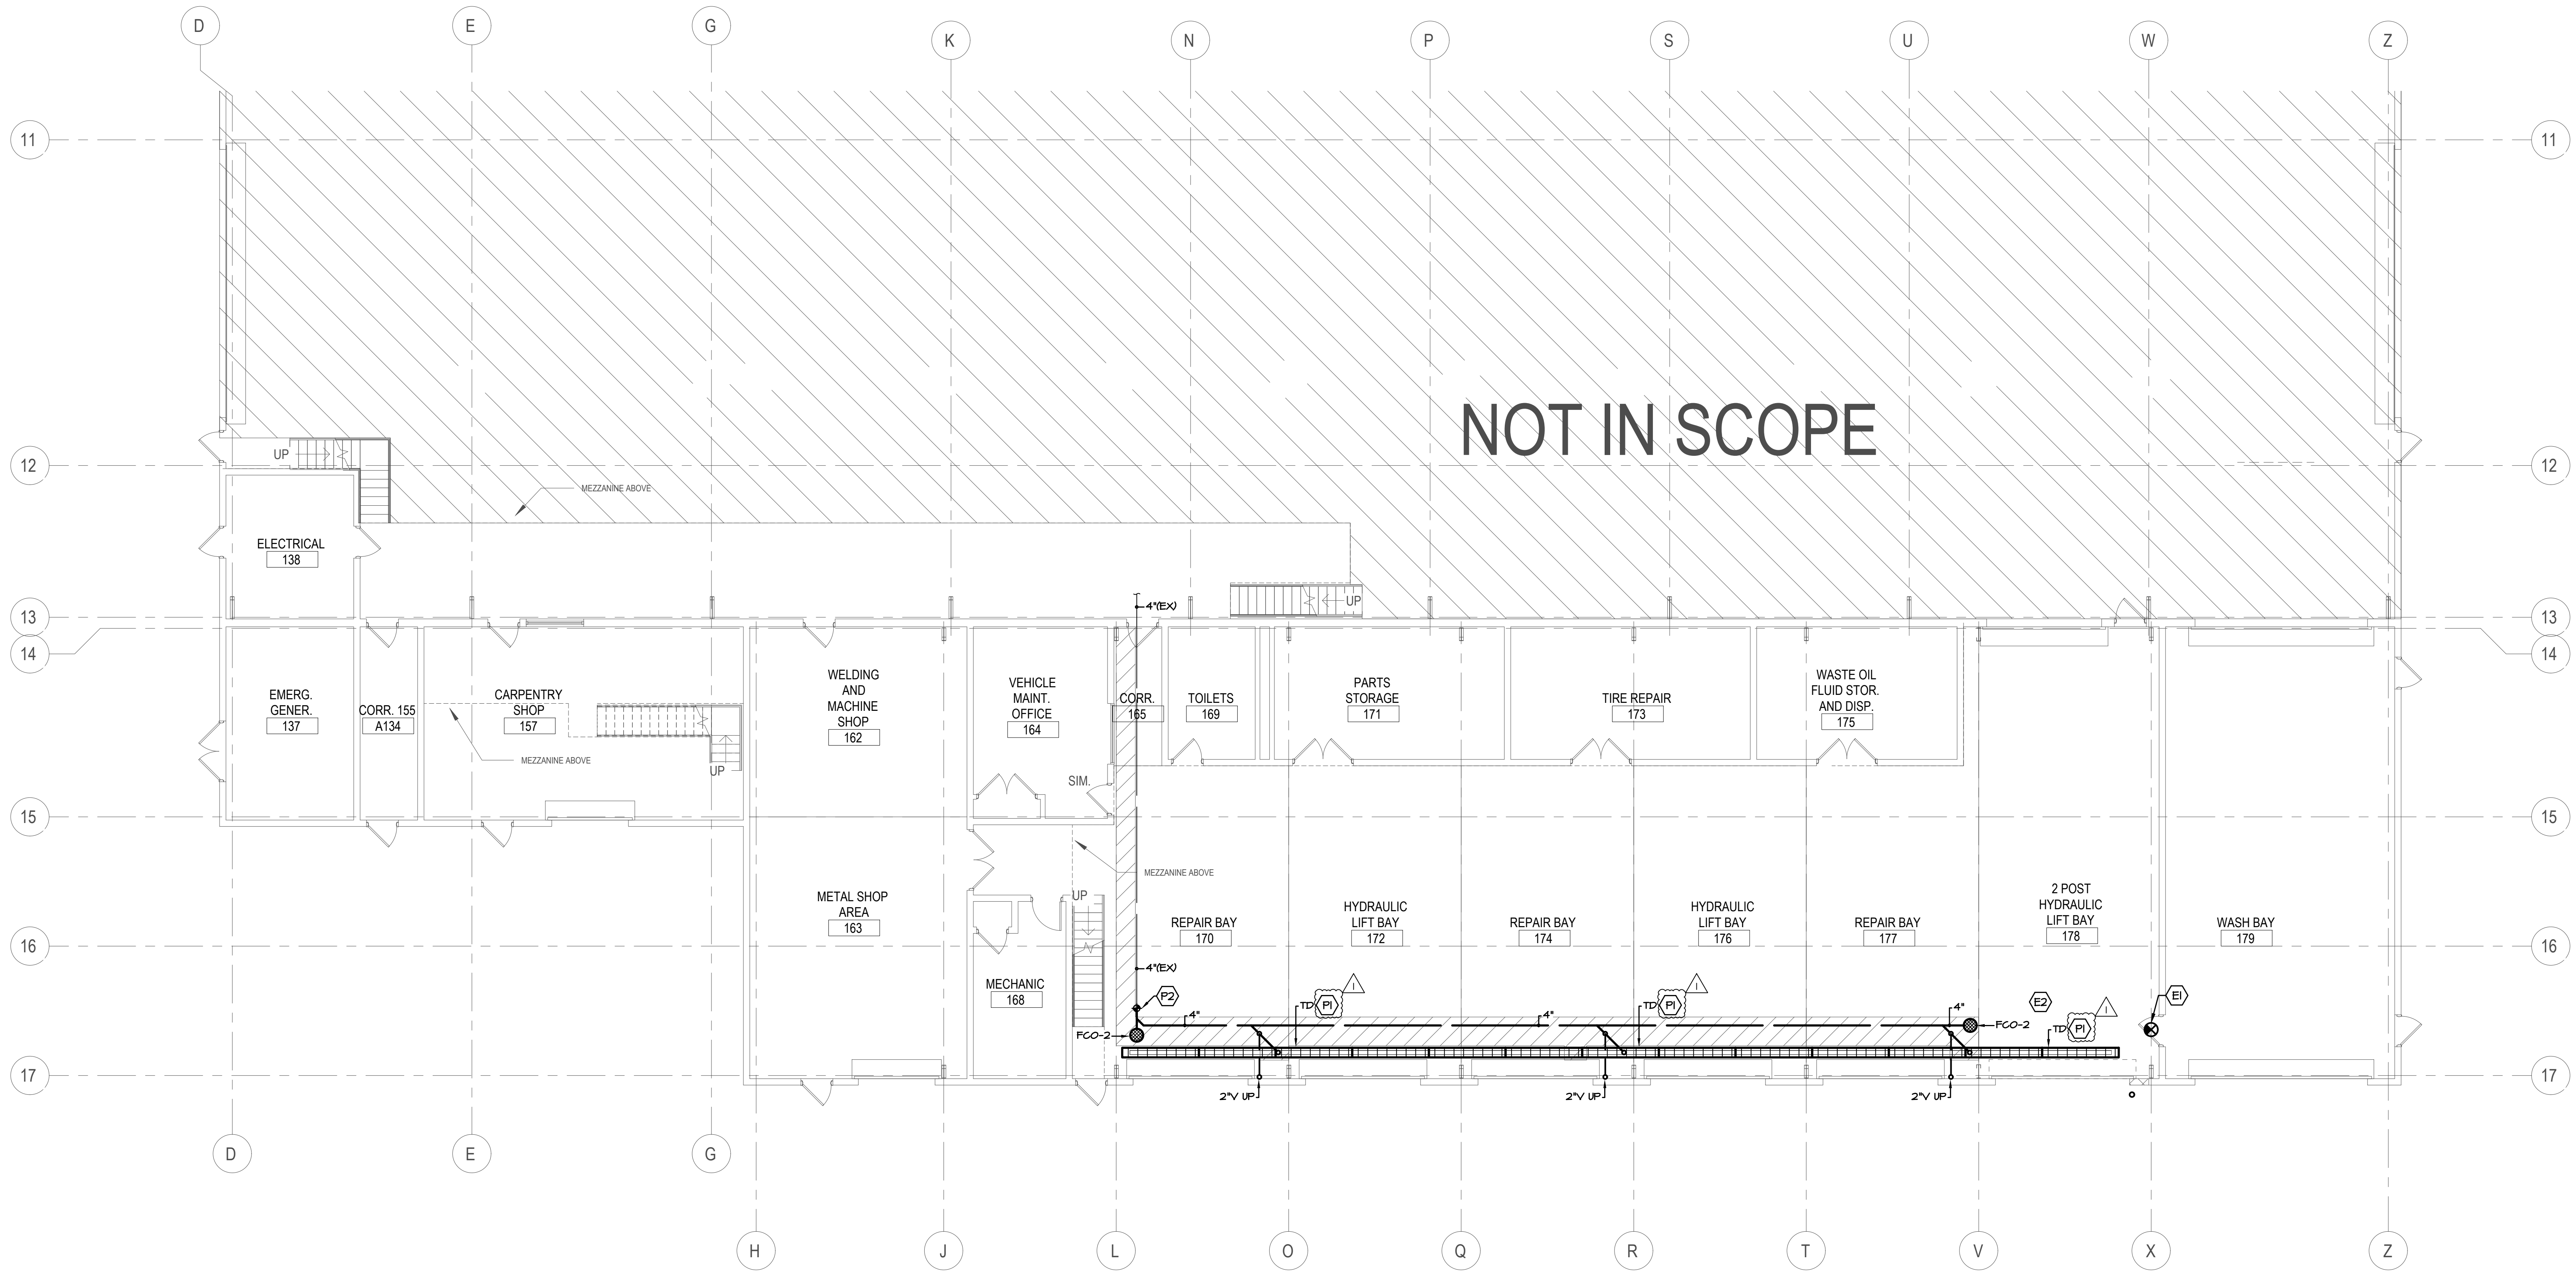 D E G K N P S U W Z
11 11
NOT IN SCOPE
UP
12 12
MEZZANINE ABOVE
ELECTRICAL
138
4"(EX)
UP
13 13
14 14
EMERG.
GENER.
137
CORR. 155
A134
CARPENTRY
SHOP
157
MEZZANINE ABOVE
UP
WELDING
AND
MACHINE
SHOP
162
VEHICLE
MAINT.
OFFICE
164
SIM.
CORR.
165
TOILETS
169
PARTS
STORAGE
171
TIRE REPAIR
173
WASTE OIL
FLUID STOR.
AND DISP.
175
15 15
MEZZANINE ABOVE
UP
METAL SHOP
AREA
163
REPAIR BAY
170
HYDRAULIC
LIFT BAY
172
REPAIR BAY
174
HYDRAULIC
LIFT BAY
176
REPAIR BAY
177
2 POST
HYDRAULIC
LIFT BAY
178
WASH BAY
179
16 16
MECHANIC
168
4"(EX)
P2
TD P1 1
TD P1 1
E2
E1
4"
4"
4"
FCO-2
FCO-2
TD P1 1
17 17
2"V UP
2"V UP
2"V UP
D E G
H J L O Q R T V X Z